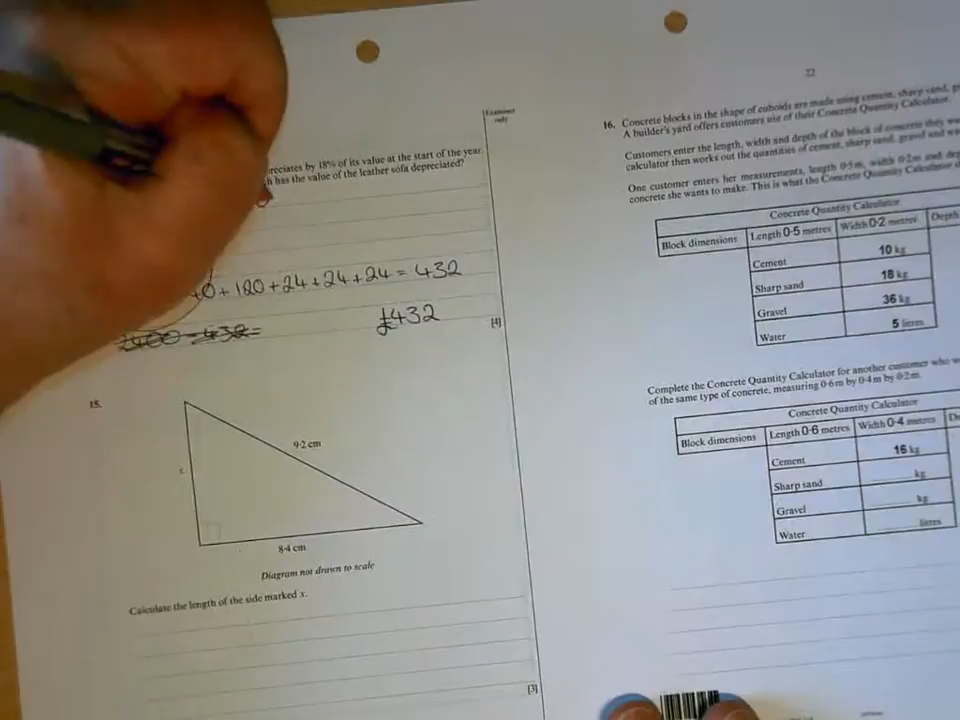 Examiner
only
reciates by 18% of its value at the start of the year.
h has the value of the leather sofa depreciated?
40 + 120 + 24 + 24 + 24 = 432
2400 - 432 =
£432
[4]
15.
9·2 cm
8·4 cm
Diagram not drawn to scale
Calculate the length of the side marked x.
[3]
22
16. Concrete blocks in the shape of cuboids are made using cement, sharp sand,
A builder's yard offers customers use of their Concrete Quantity Calculator.
Customers enter the length, width and depth of the block of concrete they
calculator then works out the quantities of cement, sharp sand, gravel and
One customer enters her measurements, length 0·5m, width 0·2m and
concrete she wants to make. This is what the Concrete Quantity Calculator
Concrete Quantity Calculator
Block dimensions Length 0·5 metres Width 0·2 metres Depth
Cement 10 kg
Sharp sand 18 kg
Gravel 36 kg
Water 5 litres
Complete the Concrete Quantity Calculator for another customer who
of the same type of concrete, measuring 0·6m by 0·4m by 0·2m.
Concrete Quantity Calculator
Block dimensions Length 0·6 metres Width 0·4 metres
Cement 16 kg
Sharp sand kg
Gravel kg
Water litres